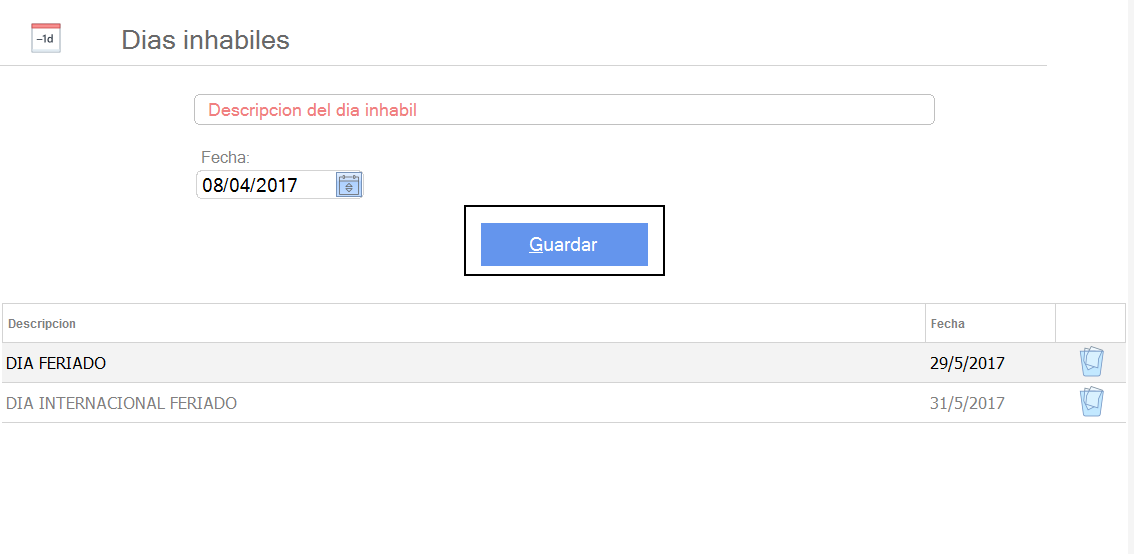 −1d
Dias inhabiles
Descripcion del dia inhabil
Fecha:
08/04/2017
Guardar
Descripcion Fecha
DIA FERIADO 29/5/2017
DIA INTERNACIONAL FERIADO 31/5/2017